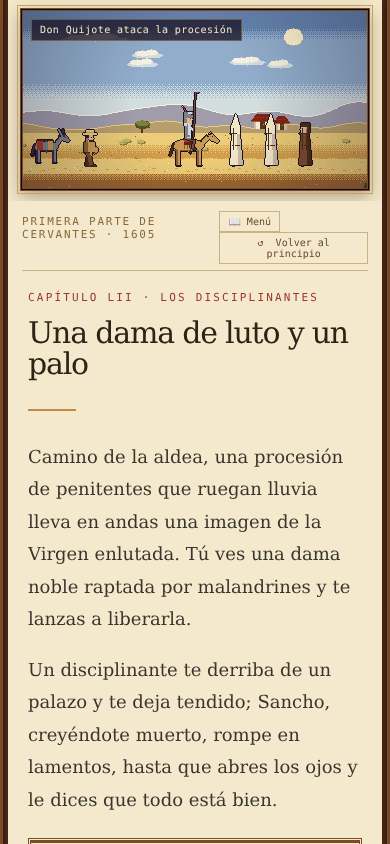 Don Quijote ataca la procesión
PRIMERA PARTE DE
CERVANTES · 1605
📖 Menú
↺ Volver al
principio
CAPÍTULO LII · LOS DISCIPLINANTES
Una dama de luto y un
palo
Camino de la aldea, una procesión
de penitentes que ruegan lluvia
lleva en andas una imagen de la
Virgen enlutada. Tú ves una dama
noble raptada por malandrines y te
lanzas a liberarla.
Un disciplinante te derriba de un
palazo y te deja tendido; Sancho,
creyéndote muerto, rompe en
lamentos, hasta que abres los ojos y
le dices que todo está bien.